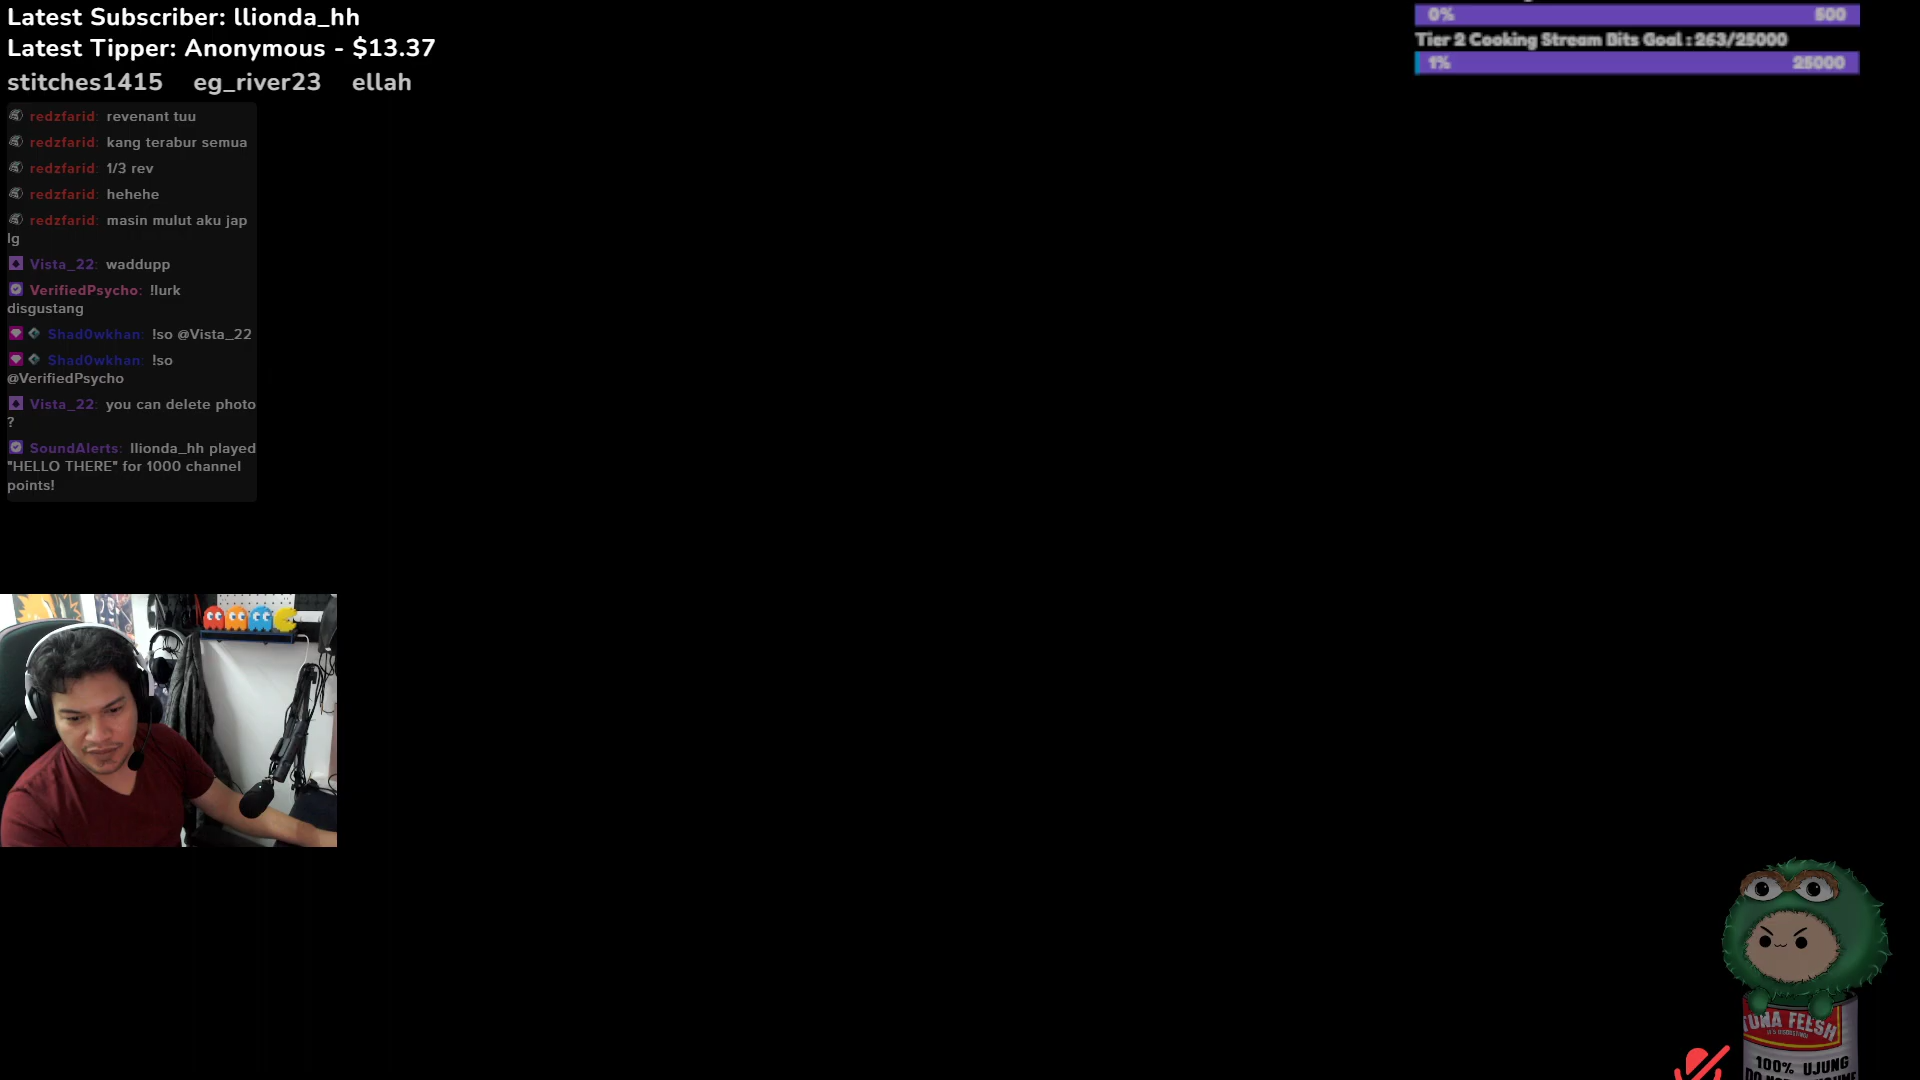 Latest Subscriber: llionda_hh
Latest Tipper: Anonymous - $13.37
stitches1415 eg_river23 ellah
redzfarid: revenant tuu
redzfarid: kang terabur semua
redzfarid: 1/3 rev
redzfarid: hehehe
redzfarid: masin mulut aku jap
lg
Vista_22: waddupp
VerifiedPsycho: !lurk
disgustang
Shad0wkhan: !so @Vista_22
Shad0wkhan: !so
@VerifiedPsycho
Vista_22: you can delete photo
?
SoundAlerts: llionda_hh played
"HELLO THERE" for 1000 channel
points!
0% 500
Tier 2 Cooking Stream Bits Goal : 263/25000
1% 25000
TUNA FEESH
100% UJUNG